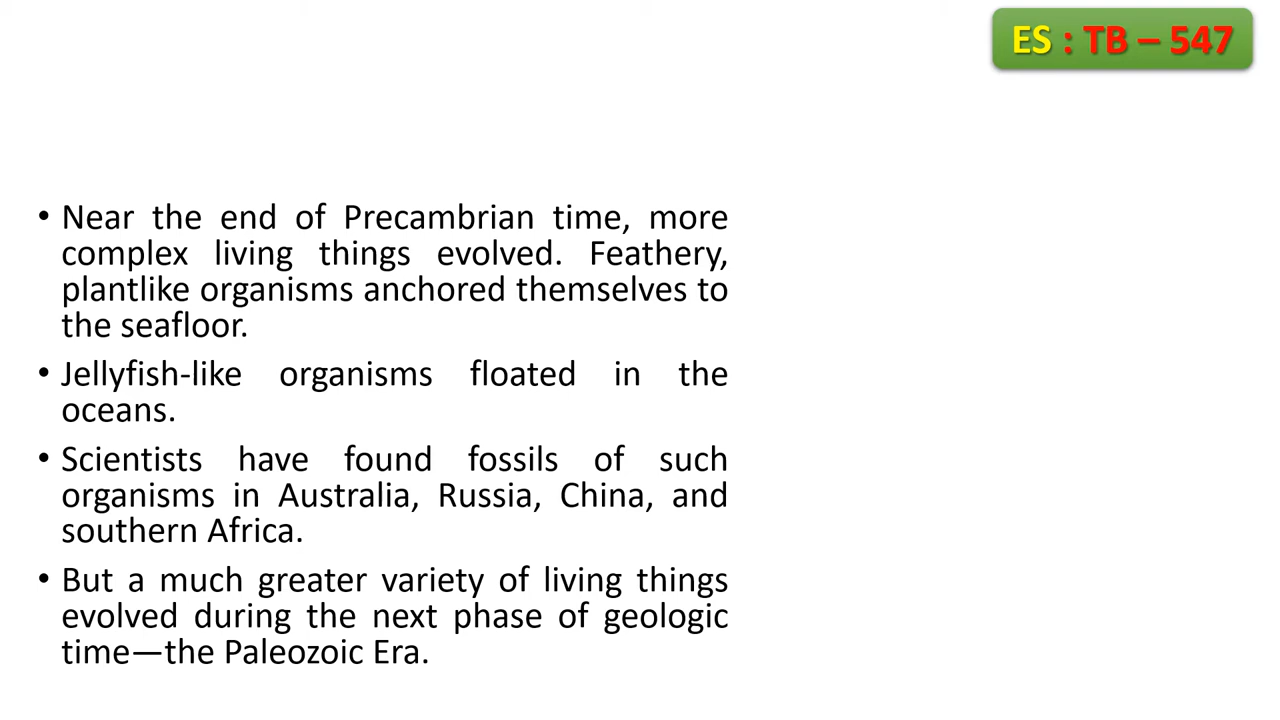 ES : TB – 547
• Near the end of Precambrian time, more
complex living things evolved. Feathery,
plantlike organisms anchored themselves to
the seafloor.
• Jellyfish-like organisms floated in the
oceans.
• Scientists have found fossils of such
organisms in Australia, Russia, China, and
southern Africa.
• But a much greater variety of living things
evolved during the next phase of geologic
time—the Paleozoic Era.